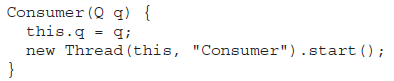 Consumer(Q q) {
  this.q = q;
  new Thread(this, "Consumer").start();
}